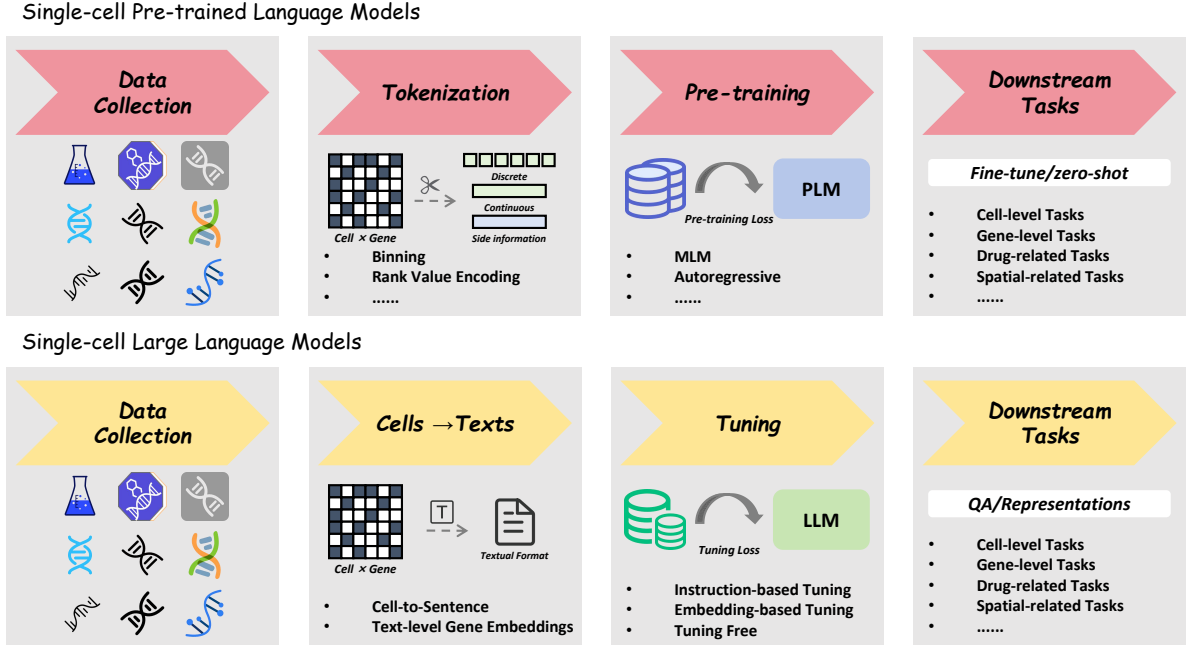 Single-cell Pre-trained Language Models
Data
Collection
Tokenization
Discrete
Continuous
Side information
Cell × Gene
• Binning
• Rank Value Encoding
• ......
Pre-training
Pre-training Loss
PLM
• MLM
• Autoregressive
• ......
Downstream
Tasks
Fine-tune/zero-shot
• Cell-level Tasks
• Gene-level Tasks
• Drug-related Tasks
• Spatial-related Tasks
• ......
Single-cell Large Language Models
Data
Collection
Cells →Texts
T
Cell × Gene
Textual Format
• Cell-to-Sentence
• Text-level Gene Embeddings
Tuning
Tuning Loss
LLM
• Instruction-based Tuning
• Embedding-based Tuning
• Tuning Free
Downstream
Tasks
QA/Representations
• Cell-level Tasks
• Gene-level Tasks
• Drug-related Tasks
• Spatial-related Tasks
• ......